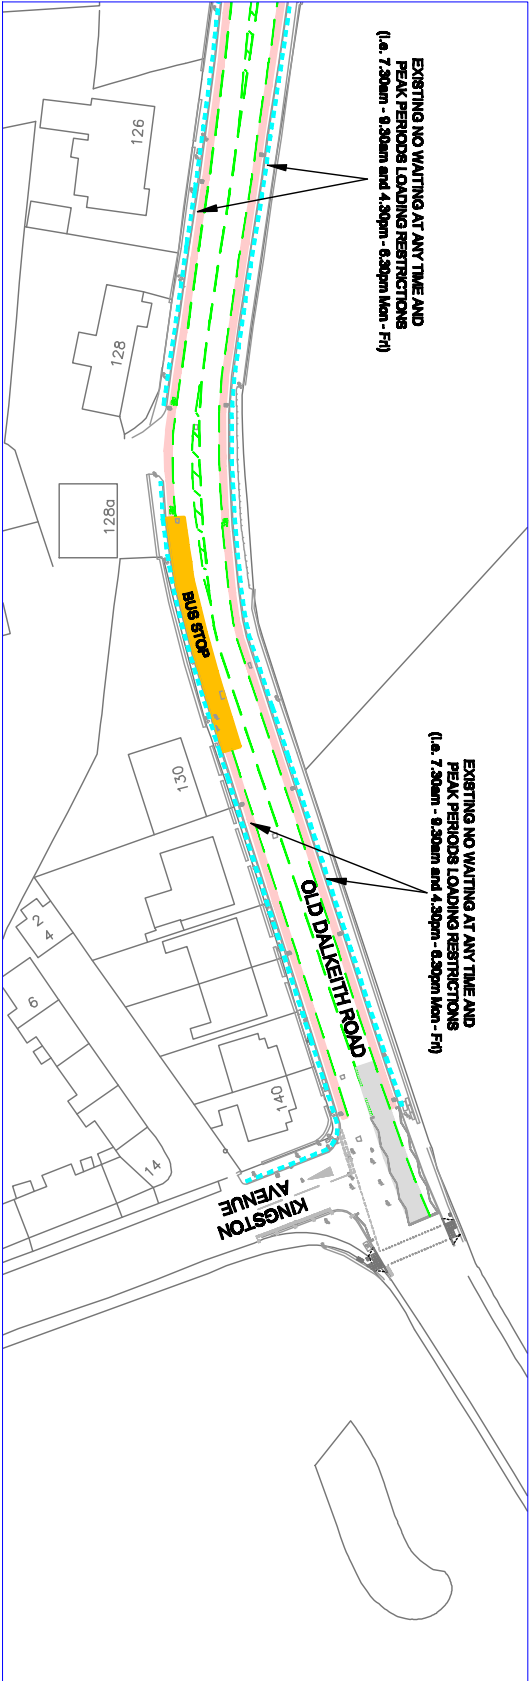 EXISTING NO WAITING AT ANY TIME AND
PEAK PERIODS LOADING RESTRICTIONS
(i.e. 7.30am - 9.30am and 4.30pm - 6.30pm Mon - Fri)
126
128
128a
BUS STOP
EXISTING NO WAITING AT ANY TIME AND
PEAK PERIODS LOADING RESTRICTIONS
(i.e. 7.30am - 9.30am and 4.30pm - 6.30pm Mon - Fri)
130
OLD DALKEITH ROAD
2
4
6
140
14
KINGSTON
AVENUE